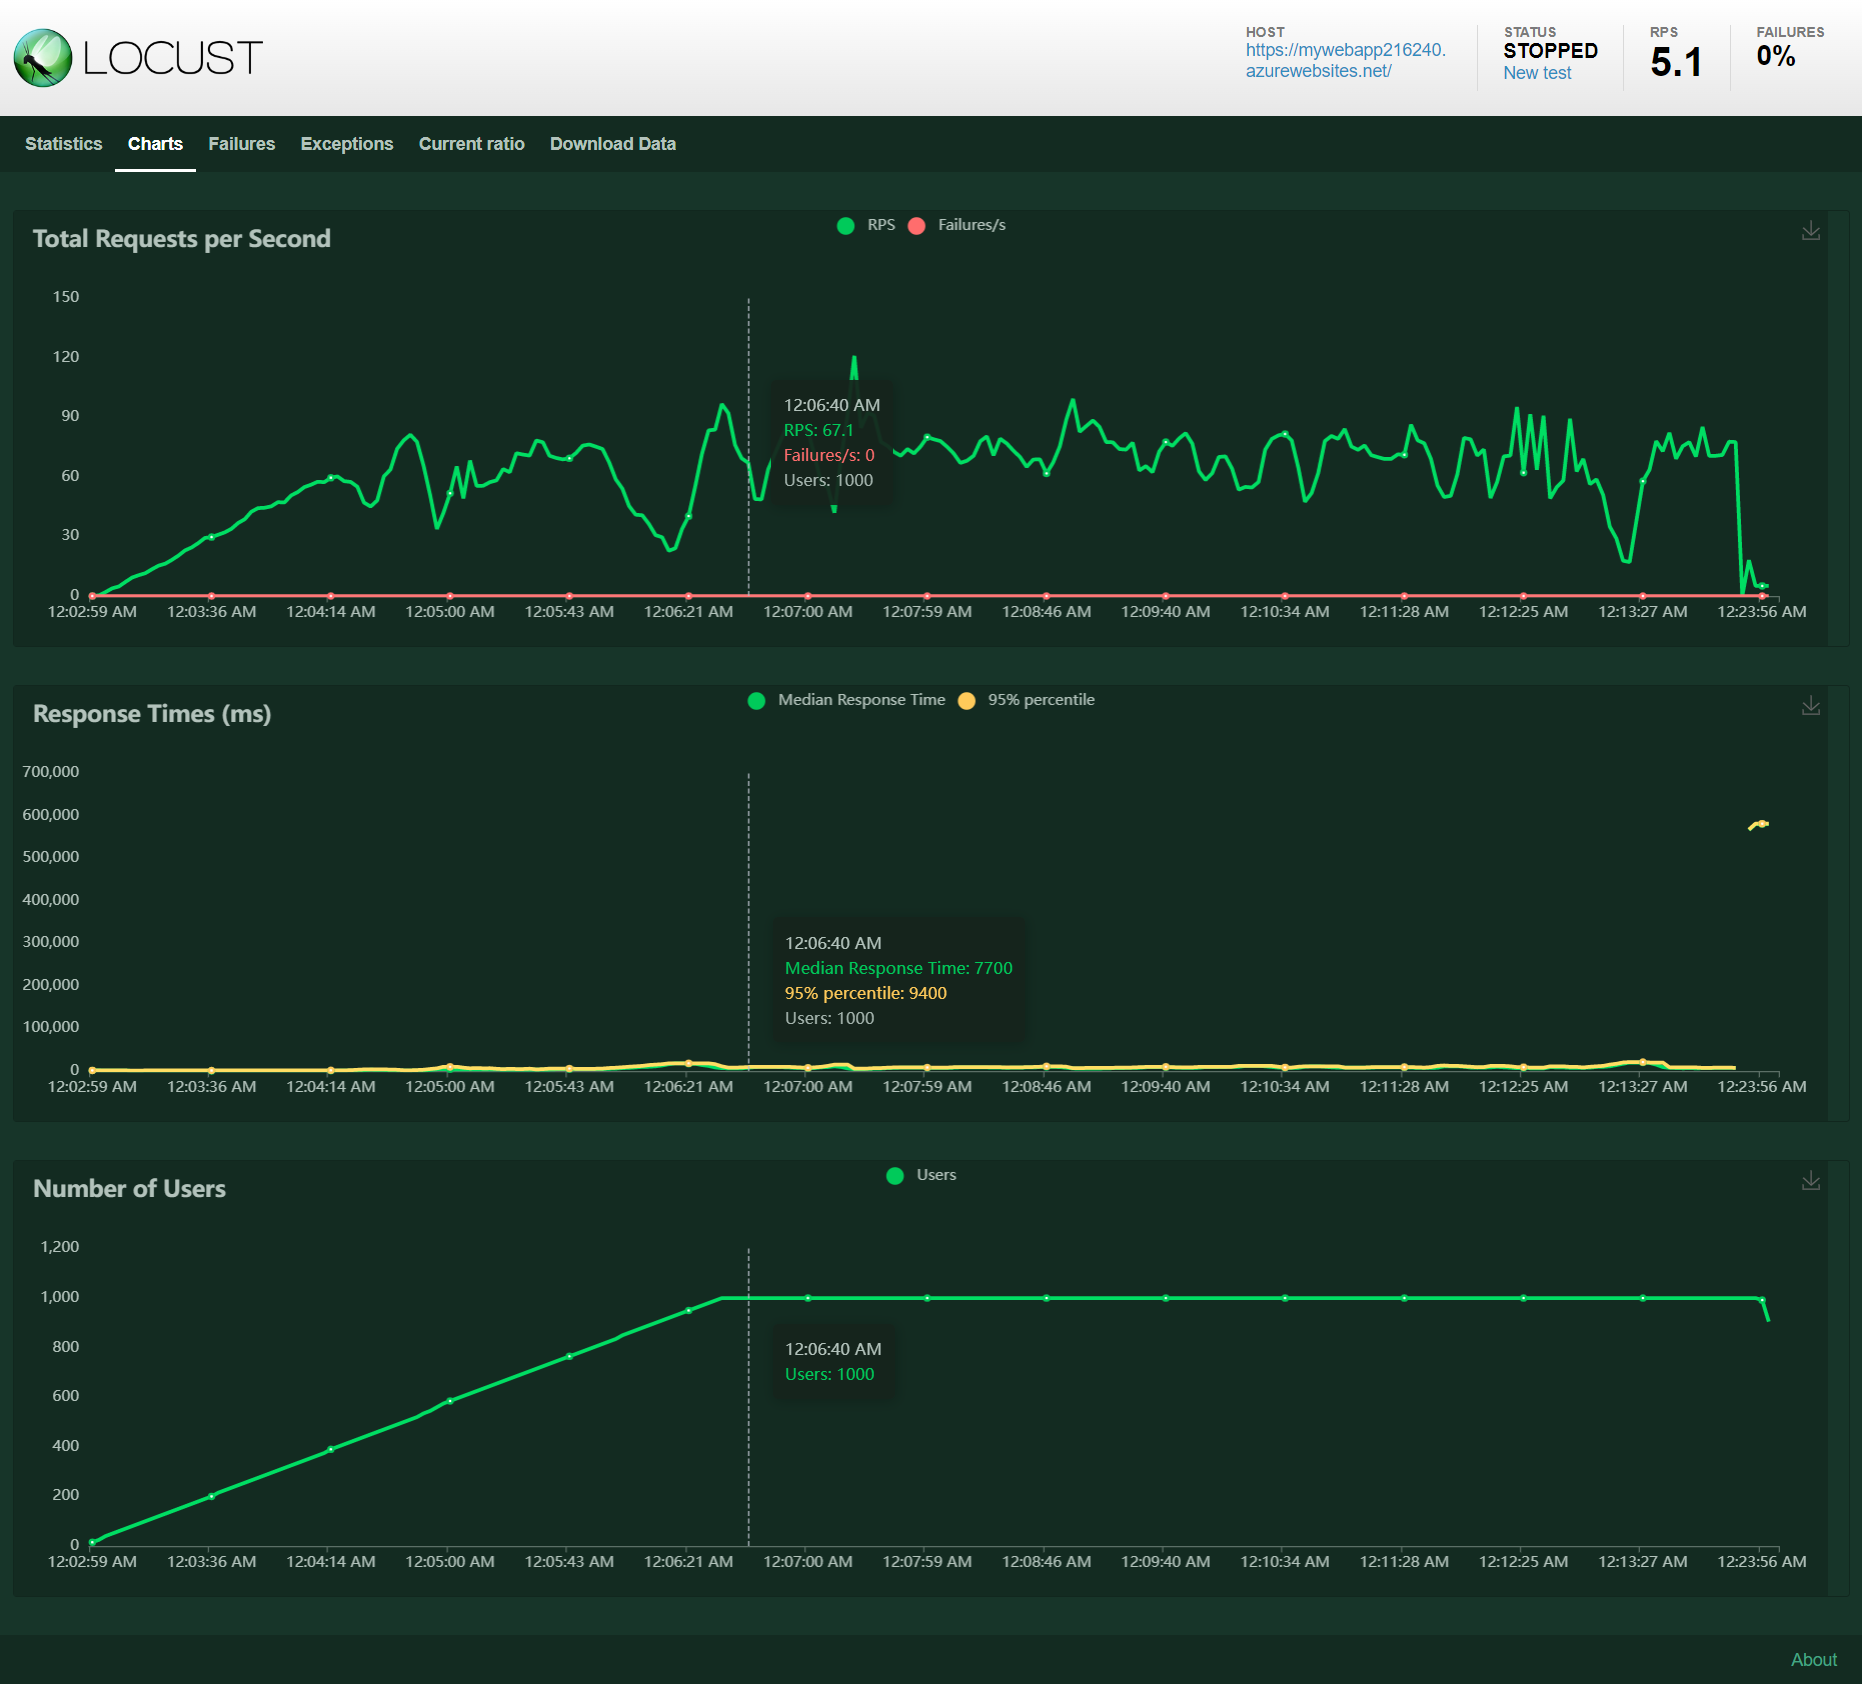 LOCUST
HOST
https://mywebapp216240.
azurewebsites.net/
STATUS
STOPPED
New test
RPS
5.1
FAILURES
0%
Statistics Charts Failures Exceptions Current ratio Download Data
Total Requests per Second
RPS Failures/s
150
120
90
60
30
0
12:06:40 AM
RPS: 67.1
Failures/s: 0
Users: 1000
12:02:59 AM 12:03:36 AM 12:04:14 AM 12:05:00 AM 12:05:43 AM 12:06:21 AM 12:07:00 AM 12:07:59 AM 12:08:46 AM 12:09:40 AM 12:10:34 AM 12:11:28 AM 12:12:25 AM 12:13:27 AM 12:23:56 AM
Response Times (ms)
Median Response Time 95% percentile
700,000
600,000
500,000
400,000
300,000
200,000
100,000
0
12:06:40 AM
Median Response Time: 7700
95% percentile: 9400
Users: 1000
12:02:59 AM 12:03:36 AM 12:04:14 AM 12:05:00 AM 12:05:43 AM 12:06:21 AM 12:07:00 AM 12:07:59 AM 12:08:46 AM 12:09:40 AM 12:10:34 AM 12:11:28 AM 12:12:25 AM 12:13:27 AM 12:23:56 AM
Number of Users
Users
1,200
1,000
800
600
400
200
0
12:06:40 AM
Users: 1000
12:02:59 AM 12:03:36 AM 12:04:14 AM 12:05:00 AM 12:05:43 AM 12:06:21 AM 12:07:00 AM 12:07:59 AM 12:08:46 AM 12:09:40 AM 12:10:34 AM 12:11:28 AM 12:12:25 AM 12:13:27 AM 12:23:56 AM
About